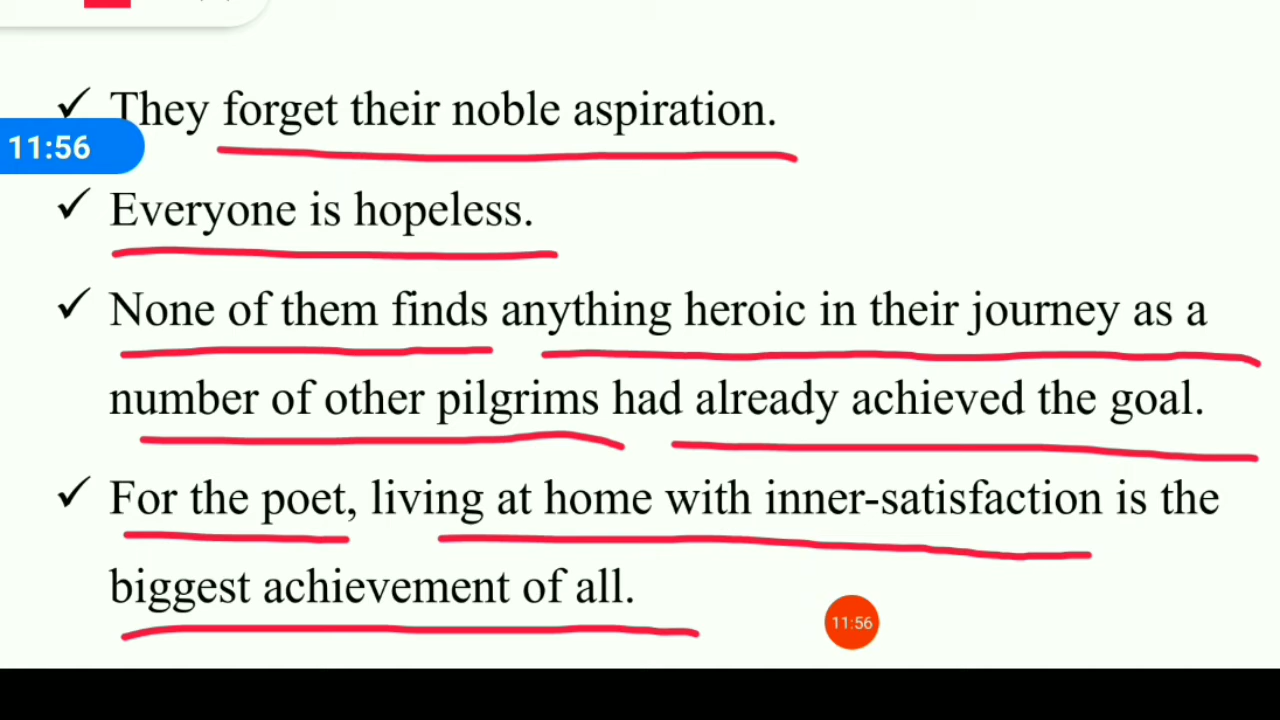 ✓ They forget their noble aspiration.
11:56
✓ Everyone is hopeless.
✓ None of them finds anything heroic in their journey as a
number of other pilgrims had already achieved the goal.
✓ For the poet, living at home with inner-satisfaction is the
biggest achievement of all.
11:56